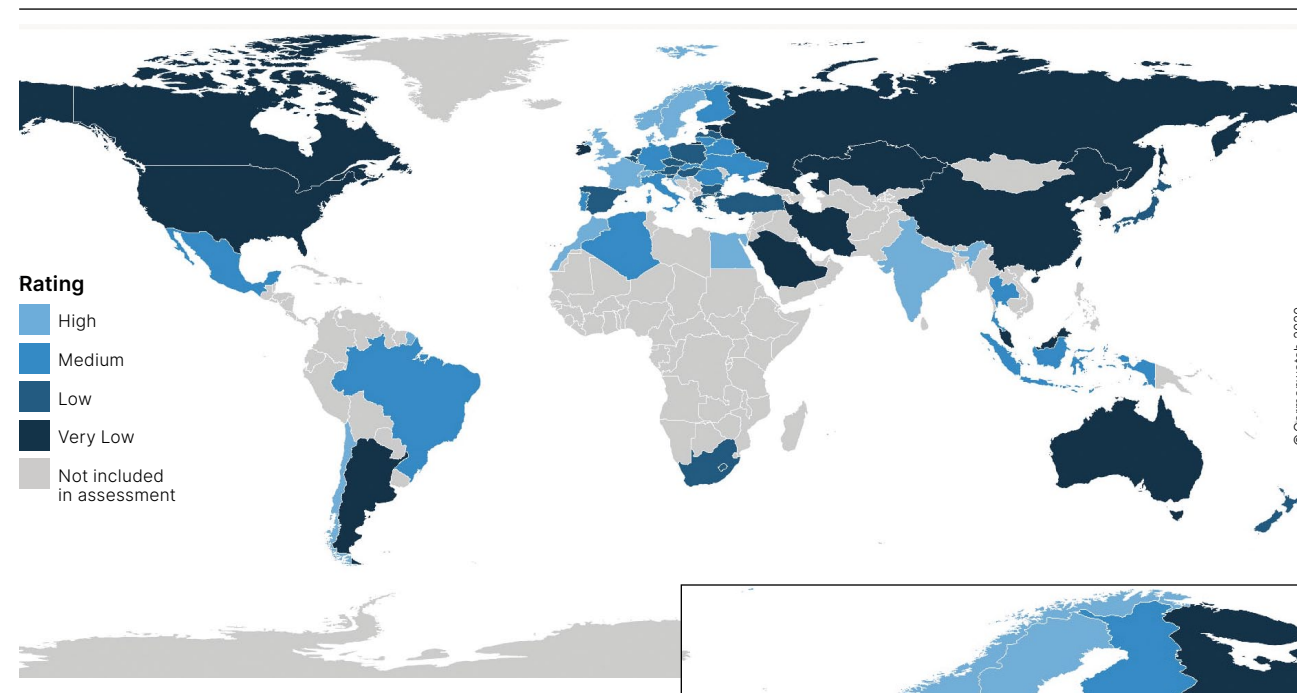 Rating
High
Medium
Low
Very Low
Not included
in assessment